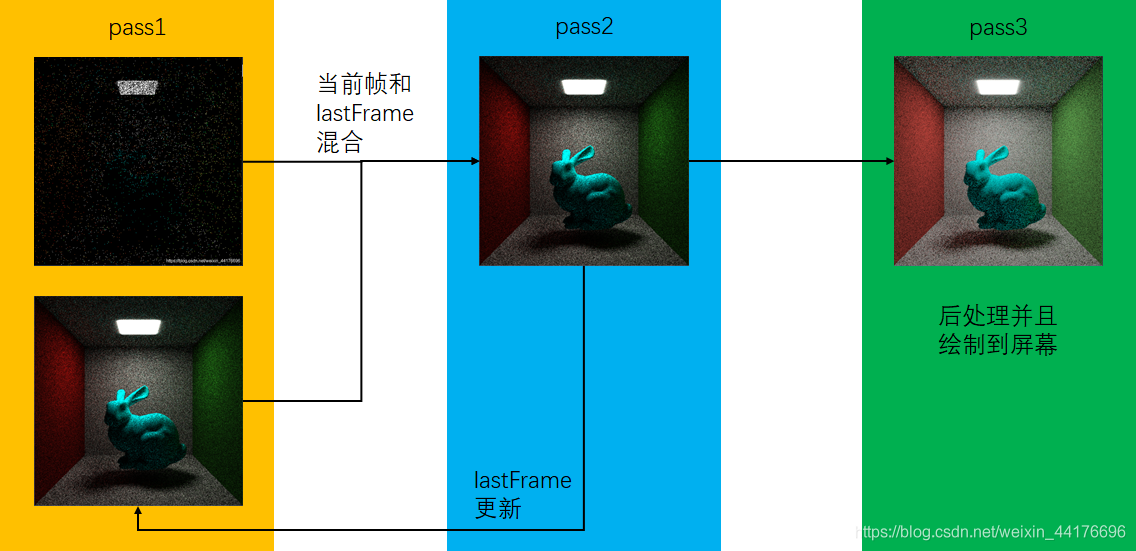 pass1
pass2
pass3
当前帧和
lastFrame
混合
https://blog.csdn.net/weixin_44176696
后处理并且
绘制到屏幕
lastFrame
更新
https://blog.csdn.net/weixin_44176696